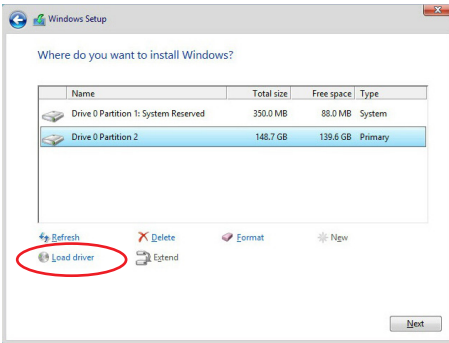 Windows Setup
Where do you want to install Windows?
Name Total size Free space Type
Drive 0 Partition 1: System Reserved 350.0 MB 88.0 MB System
Drive 0 Partition 2 148.7 GB 139.6 GB Primary
Refresh Delete Format New
Load driver Extend
Next